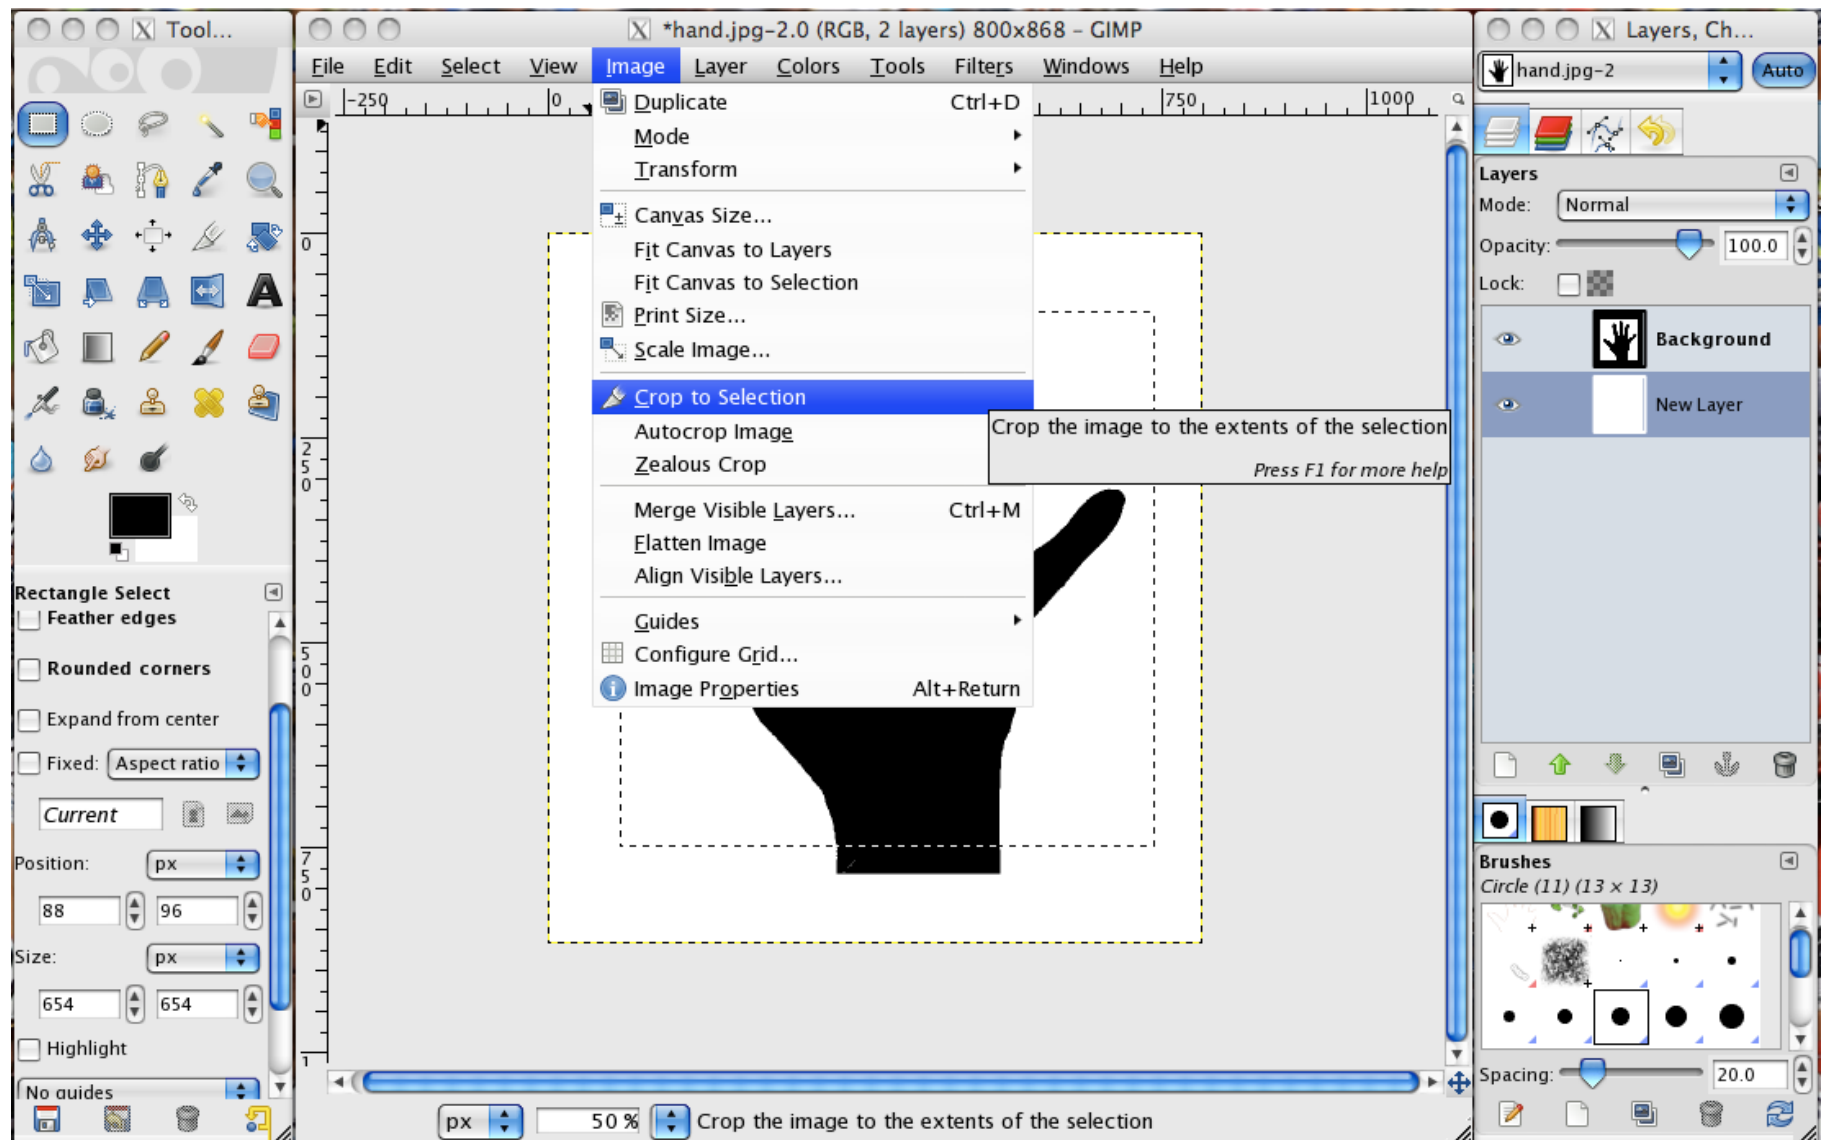 Tool...
*hand.jpg-2.0 (RGB, 2 layers) 800x868 – GIMP
Layers, Ch...
File Edit Select View Image Layer Colors Tools Filters Windows Help
hand.jpg-2
Auto
-250 0 750 1000
Duplicate Ctrl+D
Mode
Transform
Canvas Size...
Fit Canvas to Layers
Fit Canvas to Selection
Print Size...
Scale Image...
Crop to Selection
Autocrop Image
Zealous Crop
Merge Visible Layers... Ctrl+M
Flatten Image
Align Visible Layers...
Guides
Configure Grid...
Image Properties Alt+Return
Crop the image to the extents of the selection
Press F1 for more help
0
250
500
750
1
Rectangle Select
Feather edges
Rounded corners
Expand from center
Fixed: Aspect ratio
Current
Position: px
88 96
Size: px
654 654
Highlight
No guides
px 50 % Crop the image to the extents of the selection
Layers
Mode: Normal
Opacity: 100.0
Lock:
Background
New Layer
Brushes
Circle (11) (13 × 13)
Spacing: 20.0